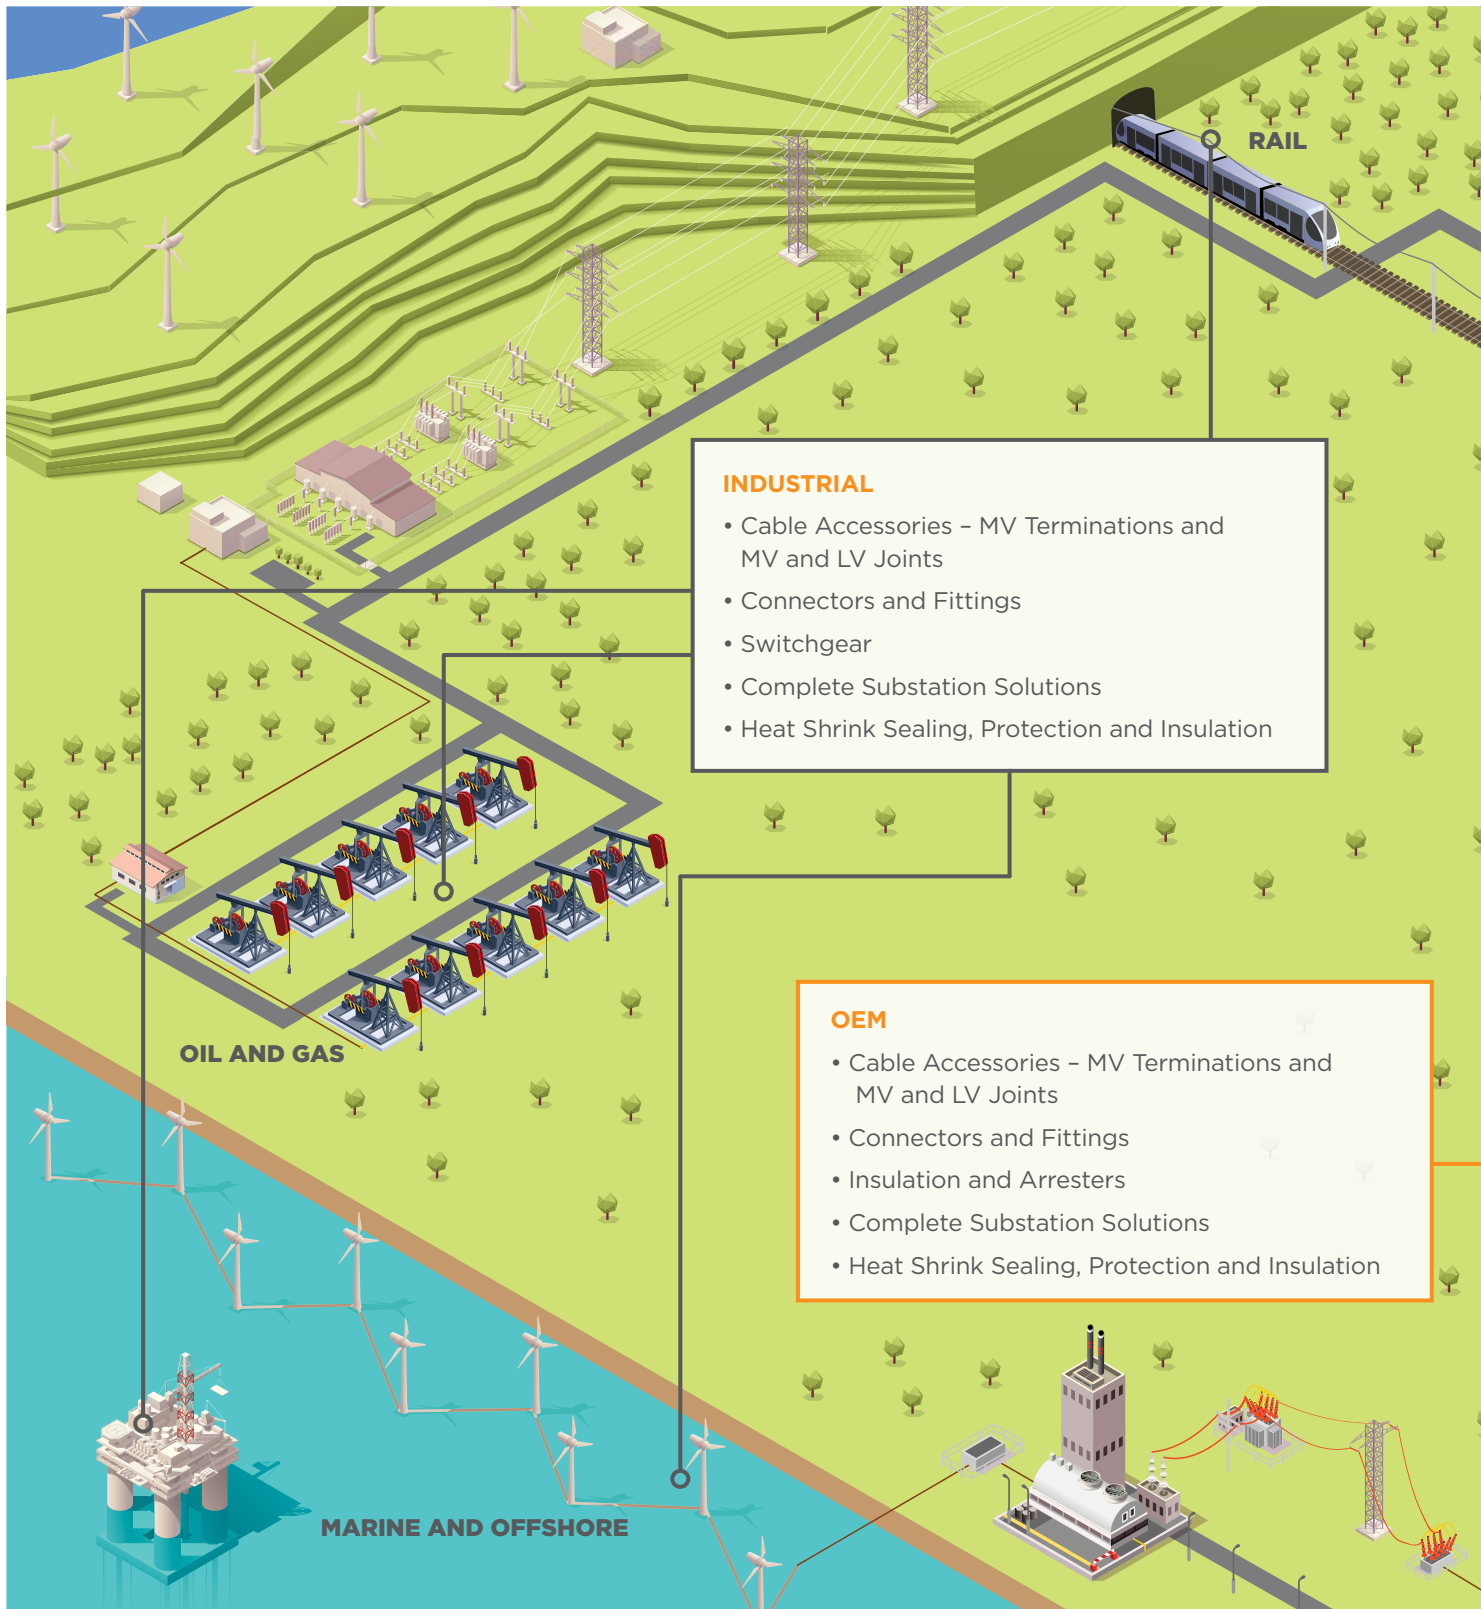 RAIL
INDUSTRIAL
• Cable Accessories – MV Terminations and
MV and LV Joints
• Connectors and Fittings
• Switchgear
• Complete Substation Solutions
• Heat Shrink Sealing, Protection and Insulation
OIL AND GAS
OEM
• Cable Accessories – MV Terminations and
MV and LV Joints
• Connectors and Fittings
• Insulation and Arresters
• Complete Substation Solutions
• Heat Shrink Sealing, Protection and Insulation
MARINE AND OFFSHORE